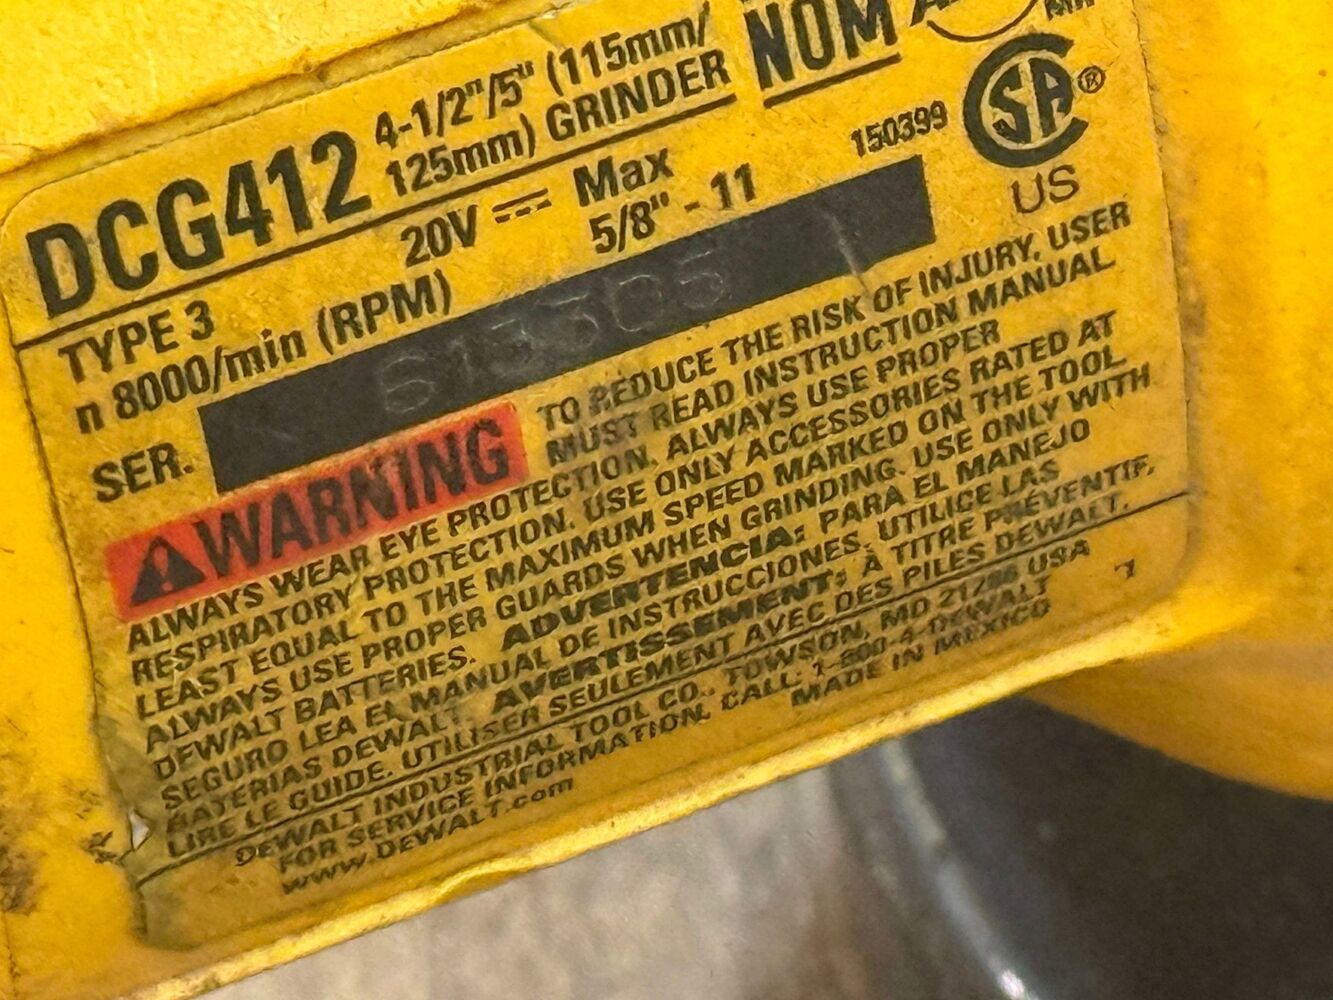 DCG412 4-1/2"/5" (115mm/
125mm) GRINDER
NOM
MR
20V Max
TYPE 3
5/8" - 11
150399
CSA®
US
n 8000/min (RPM)
SER.
WARNING TO REDUCE THE RISK OF INJURY, USER
MUST READ INSTRUCTION MANUAL
ALWAYS WEAR EYE PROTECTION, ALWAYS USE PROPER
RESPIRATORY PROTECTION. USE ONLY ACCESSORIES RATED AT
LEAST EQUAL TO THE MAXIMUM SPEED MARKED ON THE TOOL
ALWAYS USE PROPER GUARDS WHEN GRINDING. USE ONLY WITH
DEWALT BATTERIES. ADVERTENCIA: PARA EL MANEJO
SEGURO LEA EL MANUAL DE INSTRUCCIONES, UTILICE LAS
BATERIAS DEWALT. AVERTISSEMENT: À TITRE PRÉVENTIF,
LIRE LE GUIDE. UTILISER SEULEMENT AVEC DES PILES DEWALT.
DEWALT INDUSTRIAL TOOL CO., TOWSON, MD 21286 USA
FOR SERVICE INFORMATION, CALL: 1-800-4-DEWALT
www.DEWALT.com MADE IN MEXICO